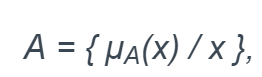 A = { μA(x) / x },